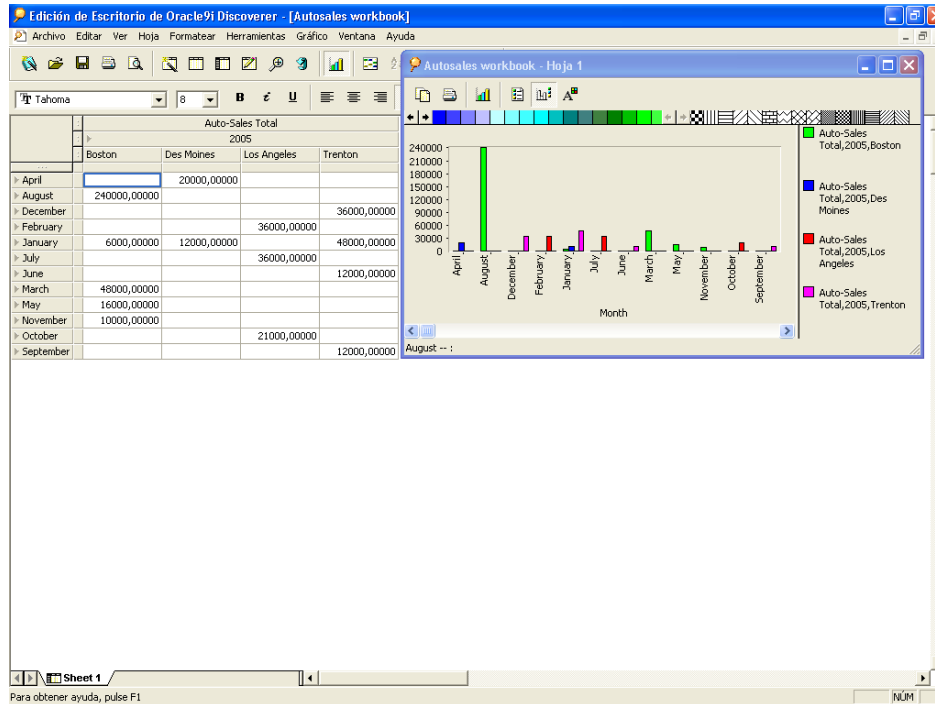 Edición de Escritorio de Oracle9i Discoverer - [Autosales workbook]
Archivo Editar Ver Hoja Formatear Herramientas Gráfico Ventana Ayuda
Tahoma 8 B i U
Auto-Sales Total
2005
Boston Des Moines Los Angeles Trenton
April 20000,00000
August 240000,00000
December 36000,00000
February 36000,00000
January 6000,00000 12000,00000 48000,00000
July 36000,00000
June 12000,00000
March 48000,00000
May 16000,00000
November 10000,00000
October 21000,00000
September 12000,00000
Autosales workbook - Hoja 1
240000
210000
180000
150000
120000
90000
60000
30000
0
April August December February January July June March May November October September
Month
Auto-Sales
Total,2005,Boston
Auto-Sales
Total,2005,Des
Moines
Auto-Sales
Total,2005,Los
Angeles
Auto-Sales
Total,2005,Trenton
August -- :
Sheet 1
Para obtener ayuda, pulse F1
NÚM